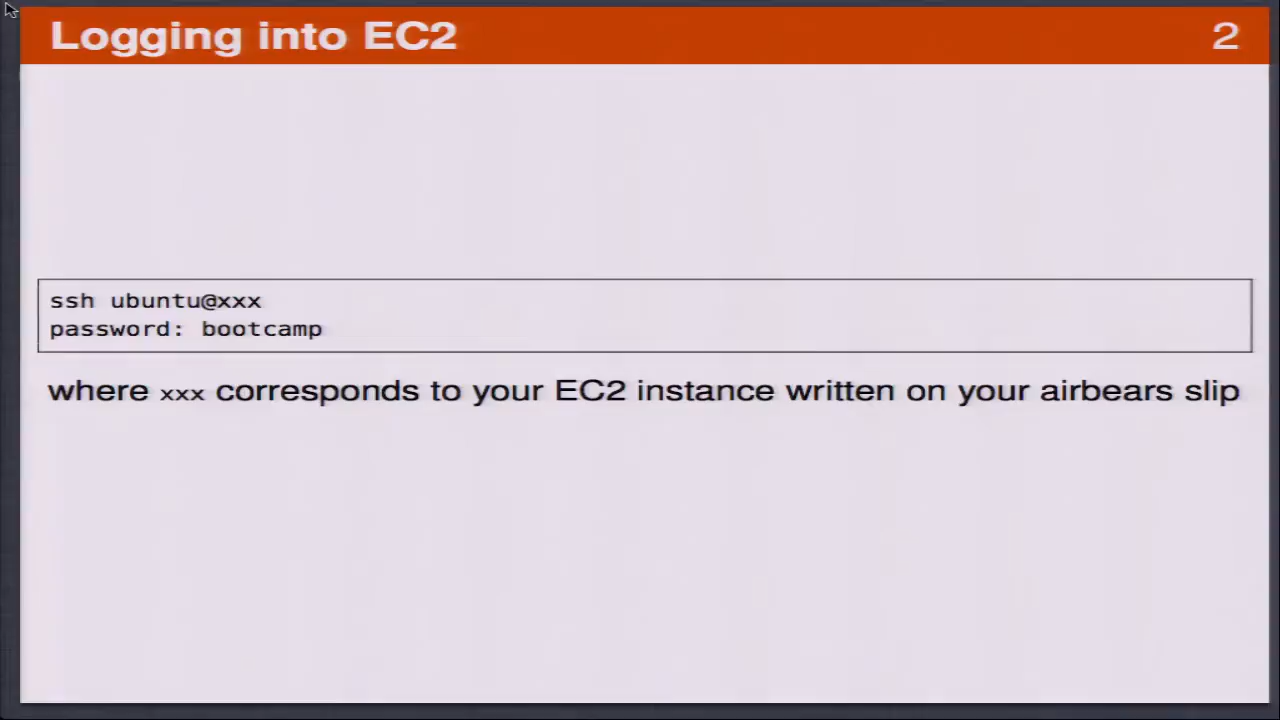 Logging into EC2
2
ssh ubuntu@xxx
password: bootcamp
where xxx corresponds to your EC2 instance written on your airbears slip